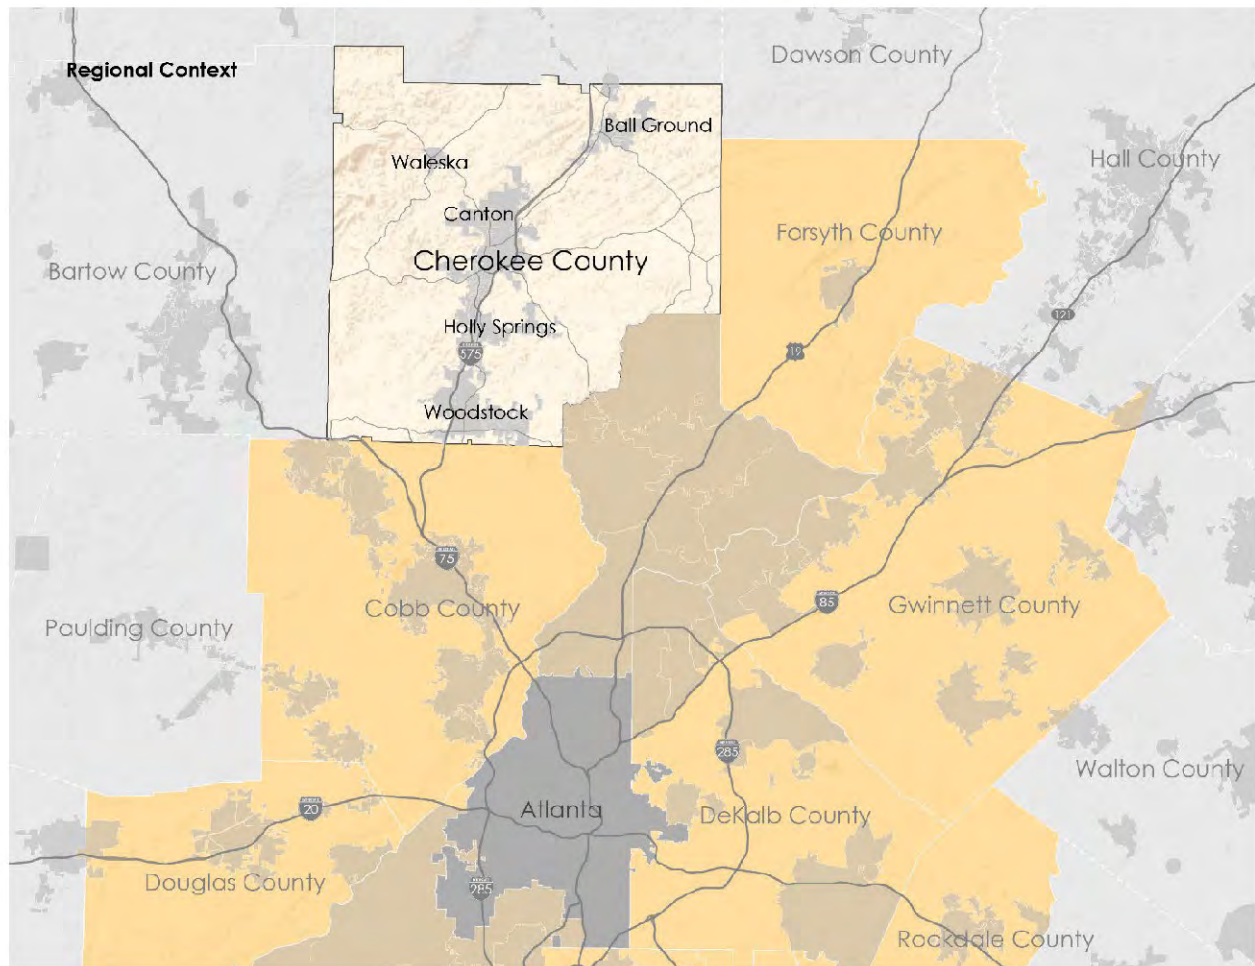 Regional Context
Dawson County
Ball Ground
Waleska
Hall County
Canton
Forsyth County
Cherokee County
Bartow County
121
Holly Springs
575
19
Woodstock
75
85
Cobb County
Gwinnett County
Paulding County
285
Walton County
20
Atlanta
DeKalb County
Douglas County
285
Rockdale County